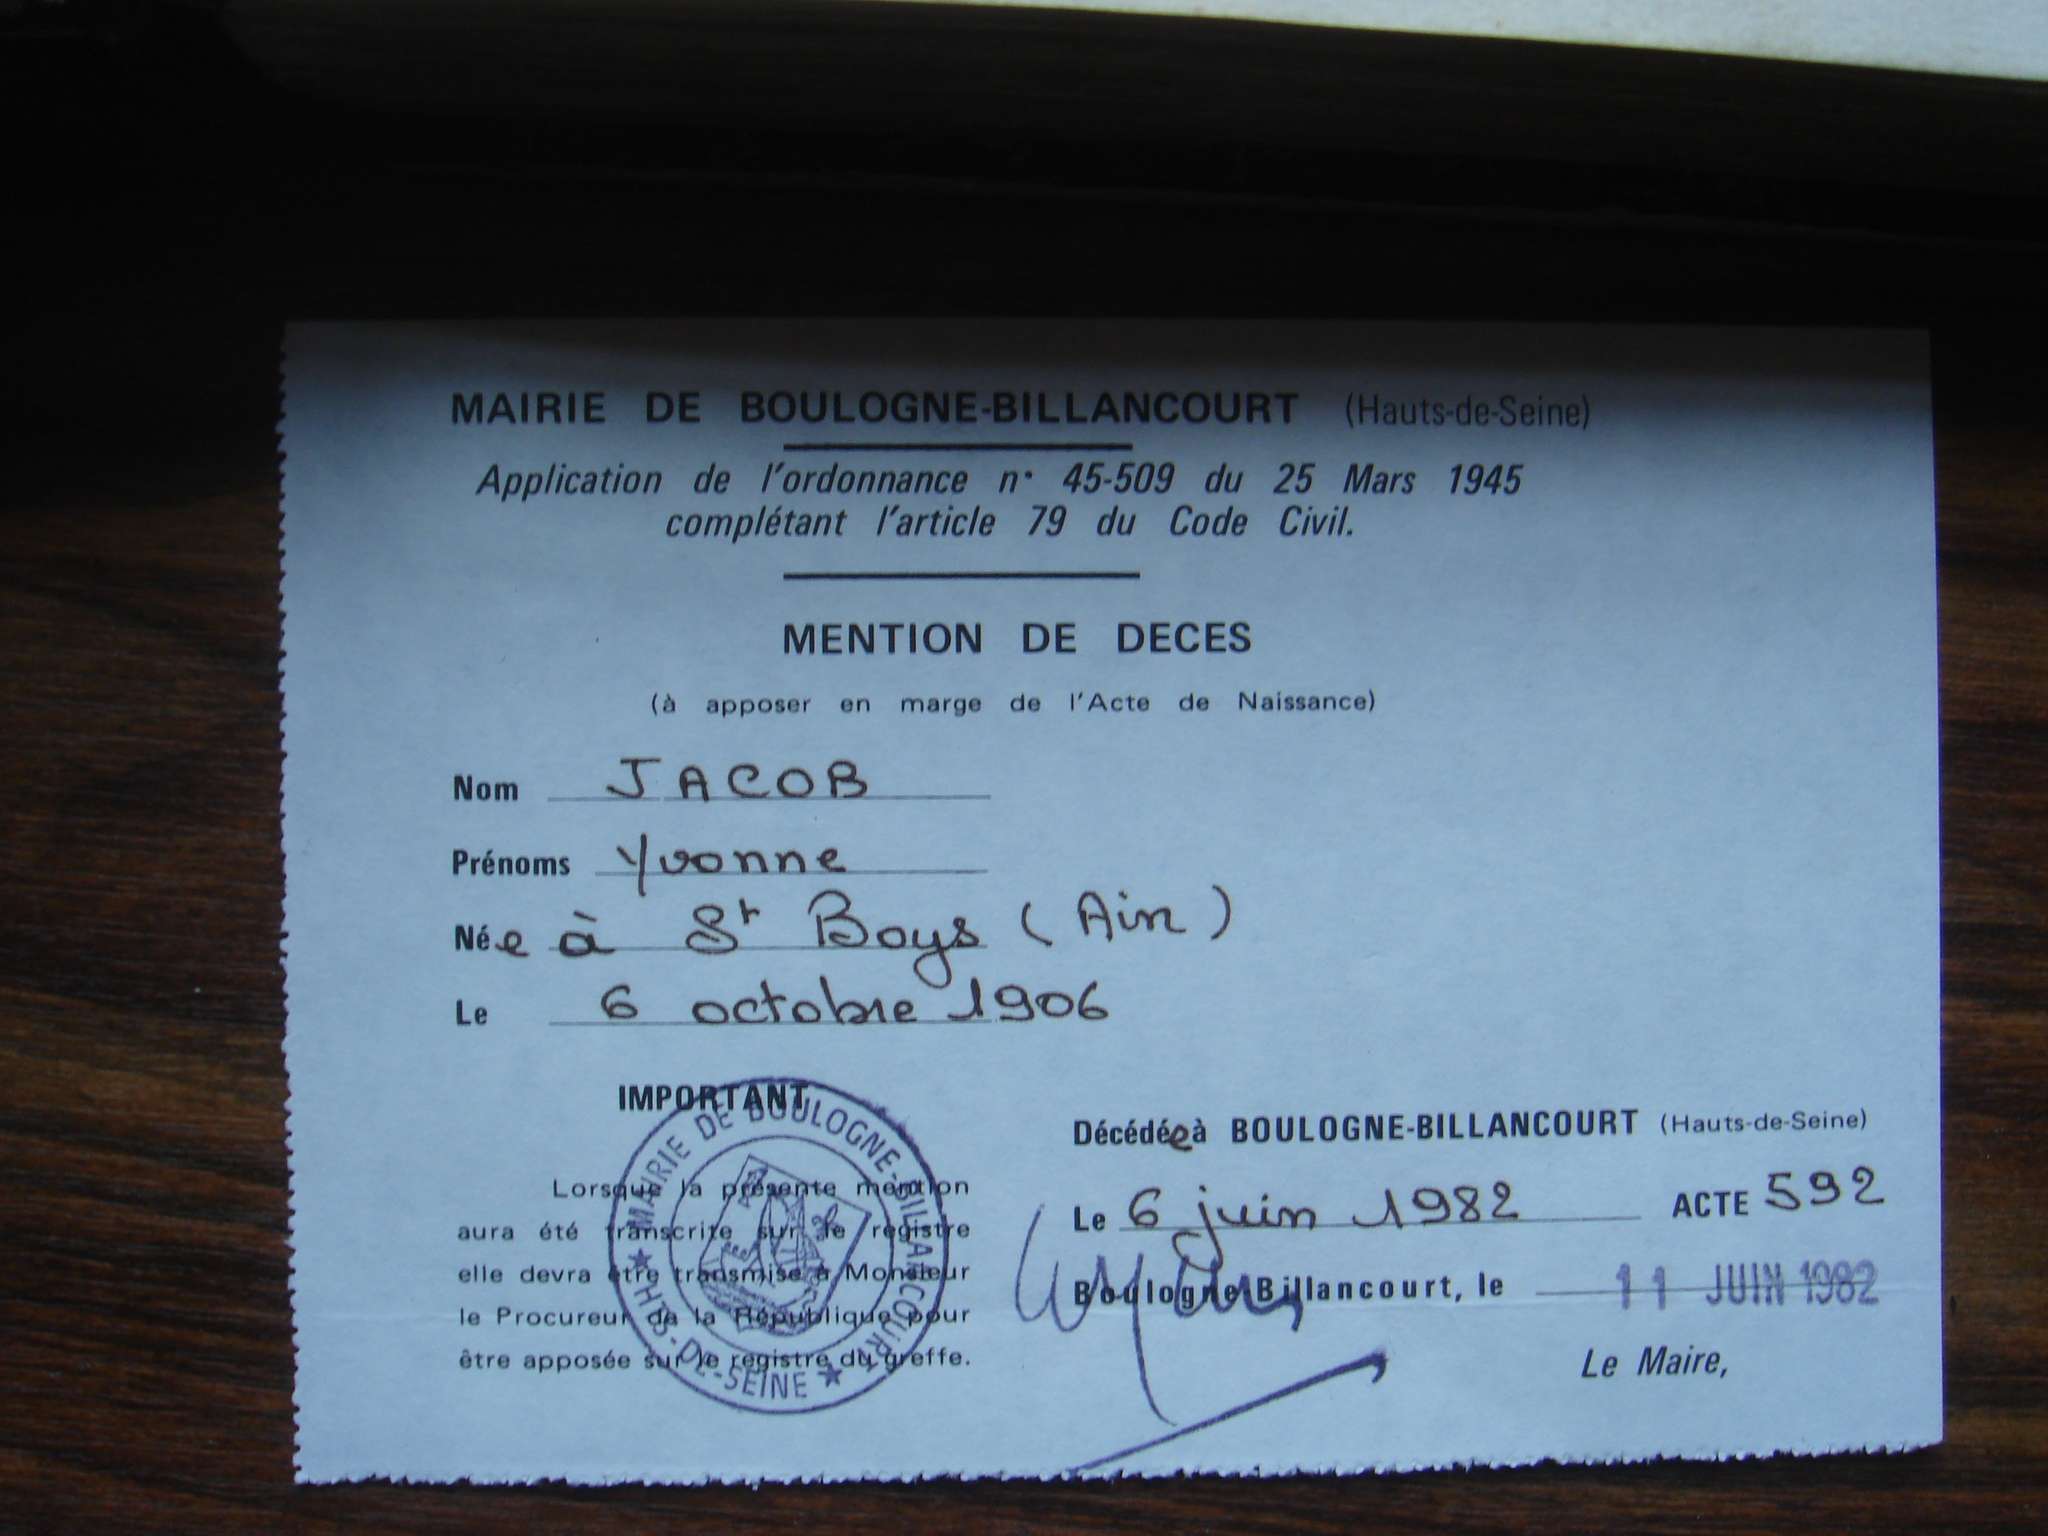 MAIRIE DE BOULOGNE-BILLANCOURT (Hauts-de-Seine)
Application de l'ordonnance n° 45-509 du 25 Mars 1945
complétant l'article 79 du Code Civil.
MENTION DE DECES
(à apposer en marge de l'Acte de Naissance)
Nom JACOB
Prénoms Yvonne
Née à St Boys (Ain)
Le 6 octobre 1906
IMPORTANT
Lorsque la présente mention
aura été transcrite sur le registre
elle devra être transmise à Monsieur
le Procureur de la République pour
être apposée sur le registre du greffe.
MAIRIE DE BOULOGNE-BILLANCOURT ★ HTS-DE-SEINE ★
Décédée à BOULOGNE-BILLANCOURT (Hauts-de-Seine)
Le 6 juin 1982 ACTE 592
Boulogne Billancourt, le 11 JUIN 1982
Le Maire,